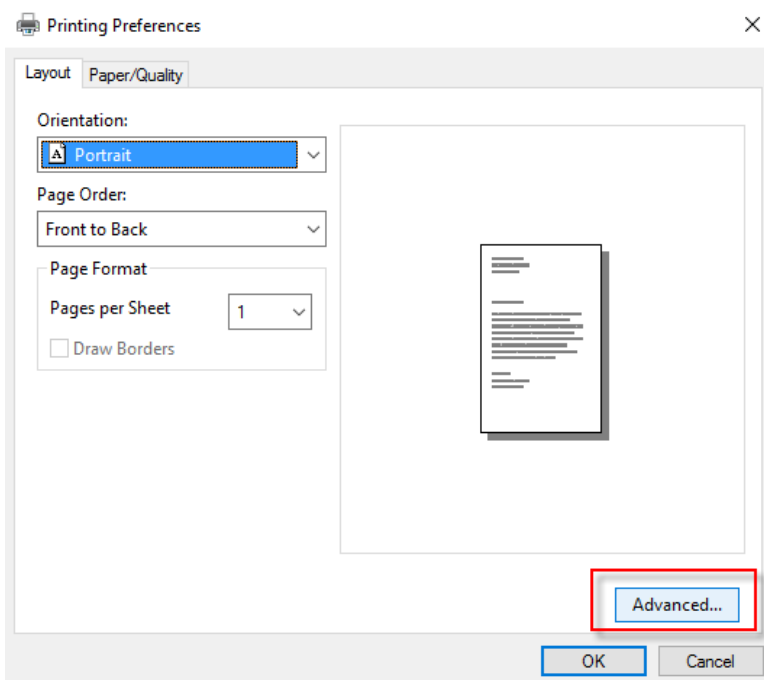 Printing Preferences
Layout Paper/Quality
Orientation:
A Portrait
Page Order:
Front to Back
Page Format
Pages per Sheet 1
Draw Borders
Advanced...
OK Cancel